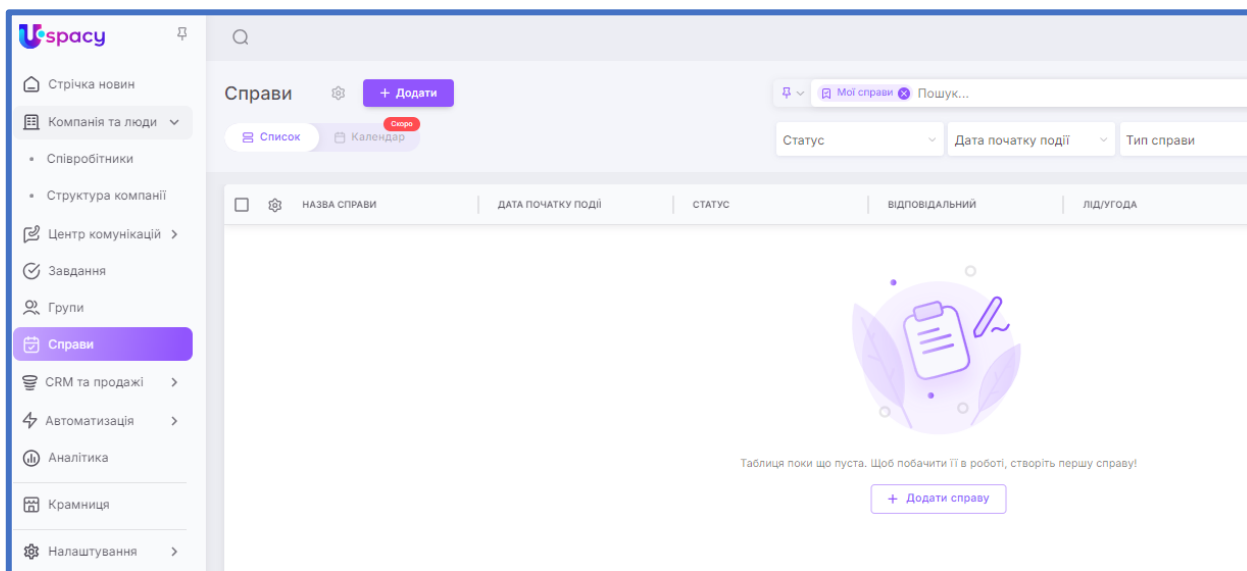 Uspacy
Стрічка новин
Компанія та люди
Співробітники
Структура компанії
Центр комунікацій
Завдання
Групи
Справи
CRM та продажі
Автоматизація
Аналітика
Крамниця
Налаштування
Справи
+ Додати
Мої справи Пошук...
Список
Календар
Скоро
Статус
Дата початку події
Тип справи
НАЗВА СПРАВИ
ДАТА ПОЧАТКУ ПОДІЇ
СТАТУС
ВІДПОВІДАЛЬНИЙ
ЛІД/УГОДА
Таблиця поки що пуста. Щоб побачити її в роботі, створіть першу справу!
+ Додати справу